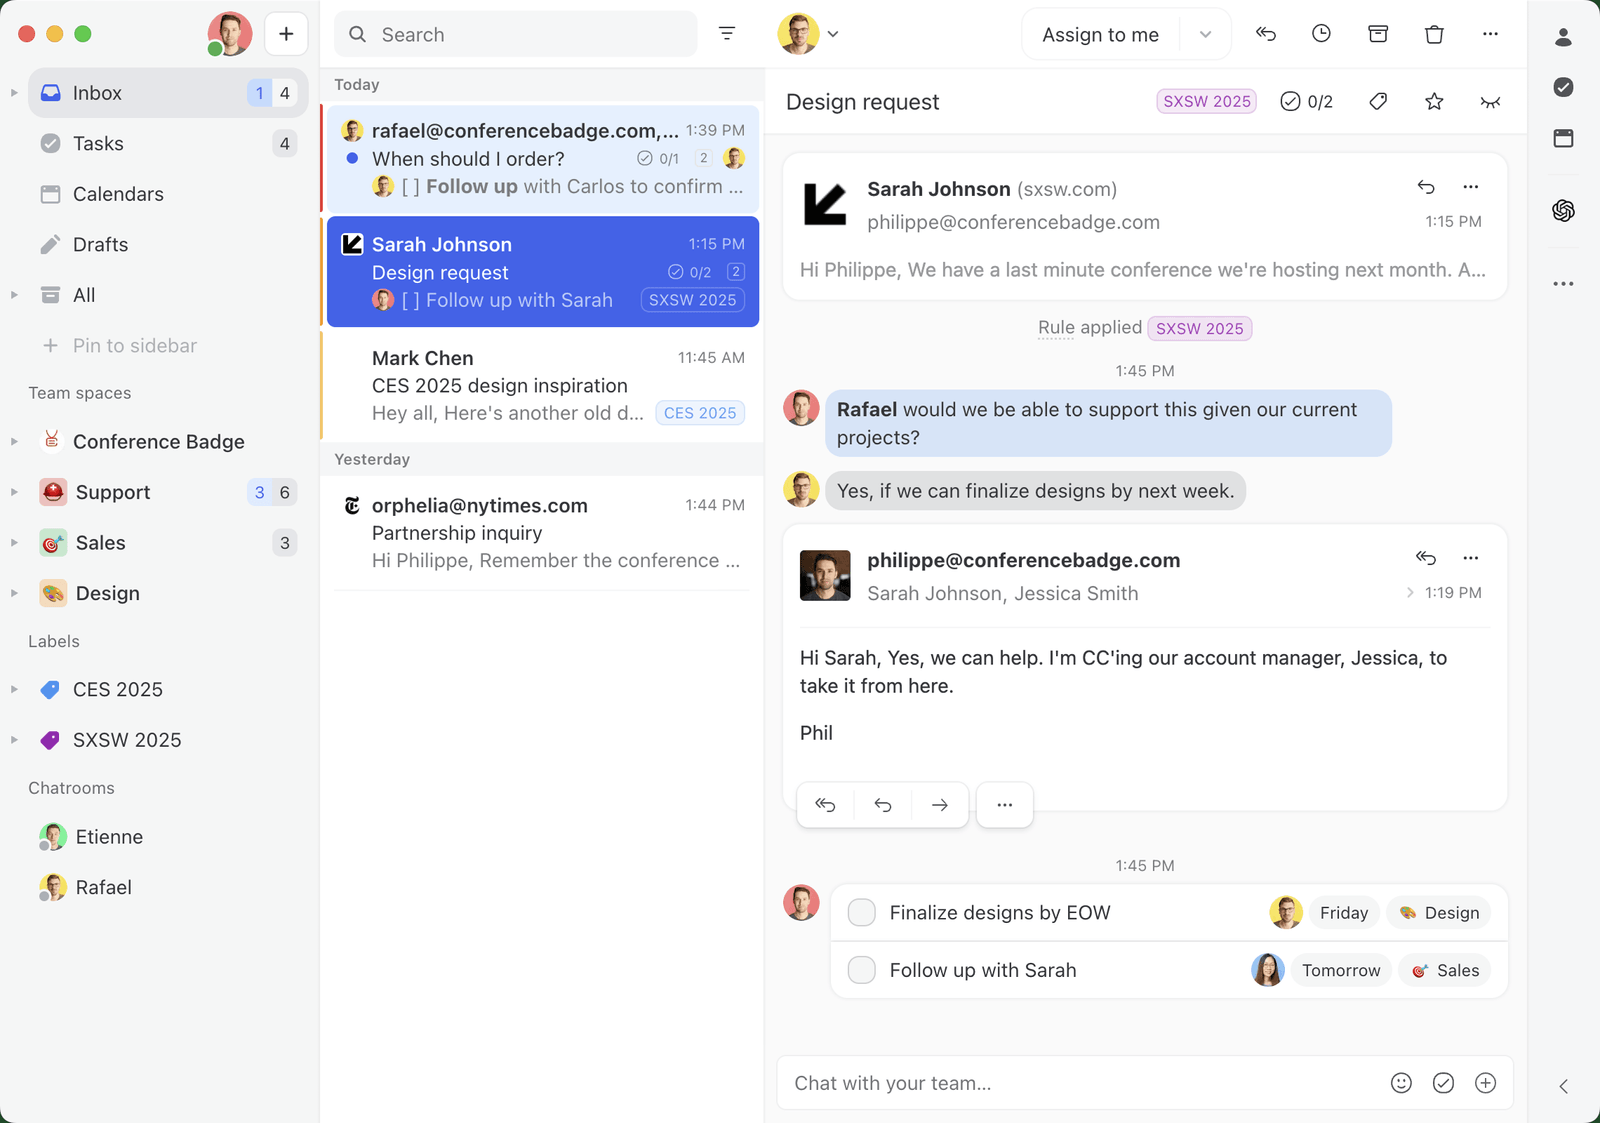 Inbox
1
4
Tasks
4
Calendars
Drafts
All
Pin to sidebar
Team spaces
Conference Badge
Support
3
6
Sales
3
Design
Labels
CES 2025
SXSW 2025
Chatrooms
Etienne
Rafael
Search
Today
rafael@conferencebadge.com,... 1:39 PM
When should I order? 0/1 2
[ ] Follow up with Carlos to confirm ...
Sarah Johnson 1:15 PM
Design request 0/2 2
[ ] Follow up with Sarah SXSW 2025
Mark Chen 11:45 AM
CES 2025 design inspiration
Hey all, Here's another old d... CES 2025
Yesterday
orphelia@nytimes.com 1:44 PM
Partnership inquiry
Hi Philippe, Remember the conference ...
Assign to me
Design request SXSW 2025 0/2
Sarah Johnson (sxsw.com)
philippe@conferencebadge.com 1:15 PM
Hi Philippe, We have a last minute conference we're hosting next month. A...
Rule applied SXSW 2025
1:45 PM
Rafael would we be able to support this given our current
projects?
Yes, if we can finalize designs by next week.
philippe@conferencebadge.com
Sarah Johnson, Jessica Smith 1:19 PM
Hi Sarah, Yes, we can help. I'm CC'ing our account manager, Jessica, to
take it from here.
Phil
1:45 PM
Finalize designs by EOW Friday Design
Follow up with Sarah Tomorrow Sales
Chat with your team...